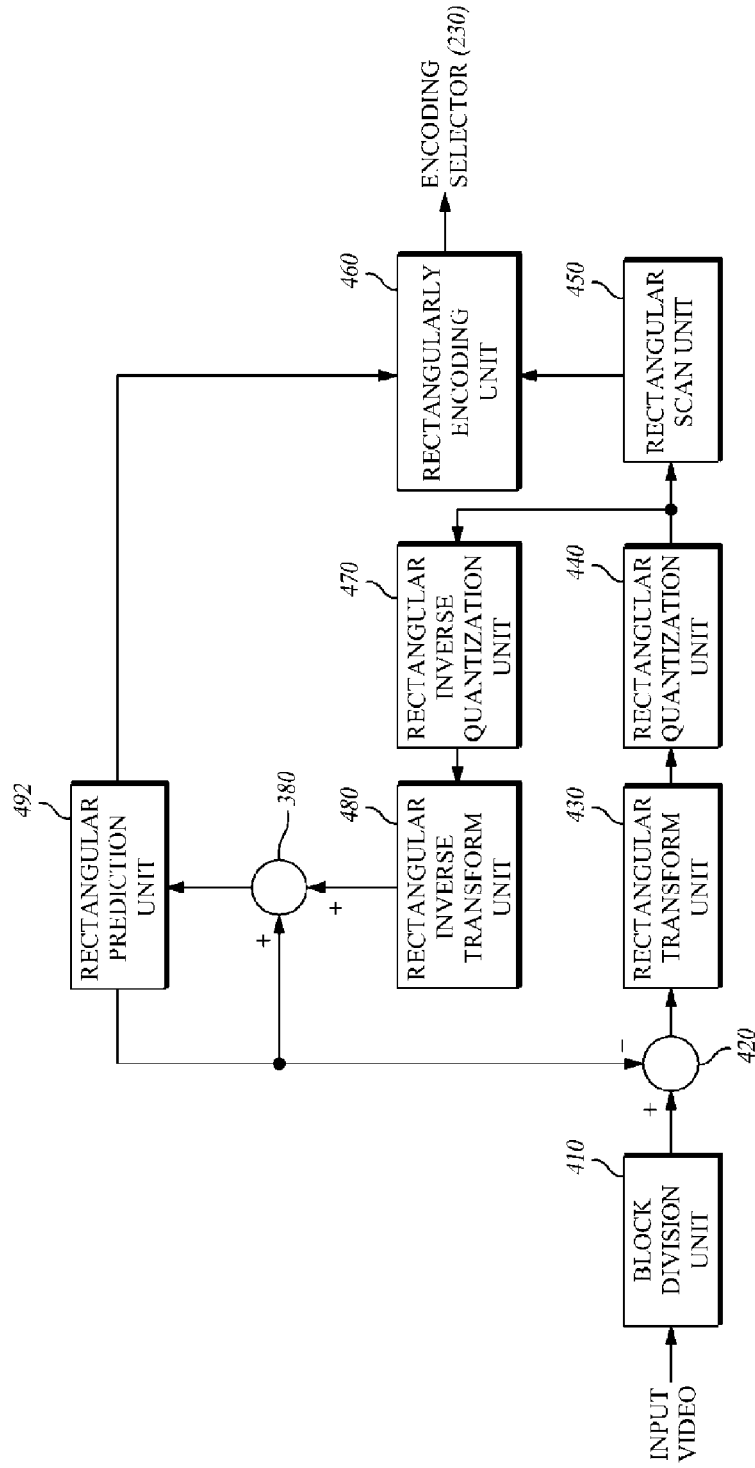 INPUT
VIDEO
BLOCK
DIVISION
UNIT
410
+
−
420
RECTANGULAR
TRANSFORM
UNIT
430
RECTANGULAR
QUANTIZATION
UNIT
440
RECTANGULAR
SCAN UNIT
450
RECTANGULARLY
ENCODING
UNIT
460
ENCODING
SELECTOR (230)
RECTANGULAR
INVERSE
QUANTIZATION
UNIT
470
RECTANGULAR
INVERSE
TRANSFORM
UNIT
480
+
+
380
RECTANGULAR
PREDICTION
UNIT
492